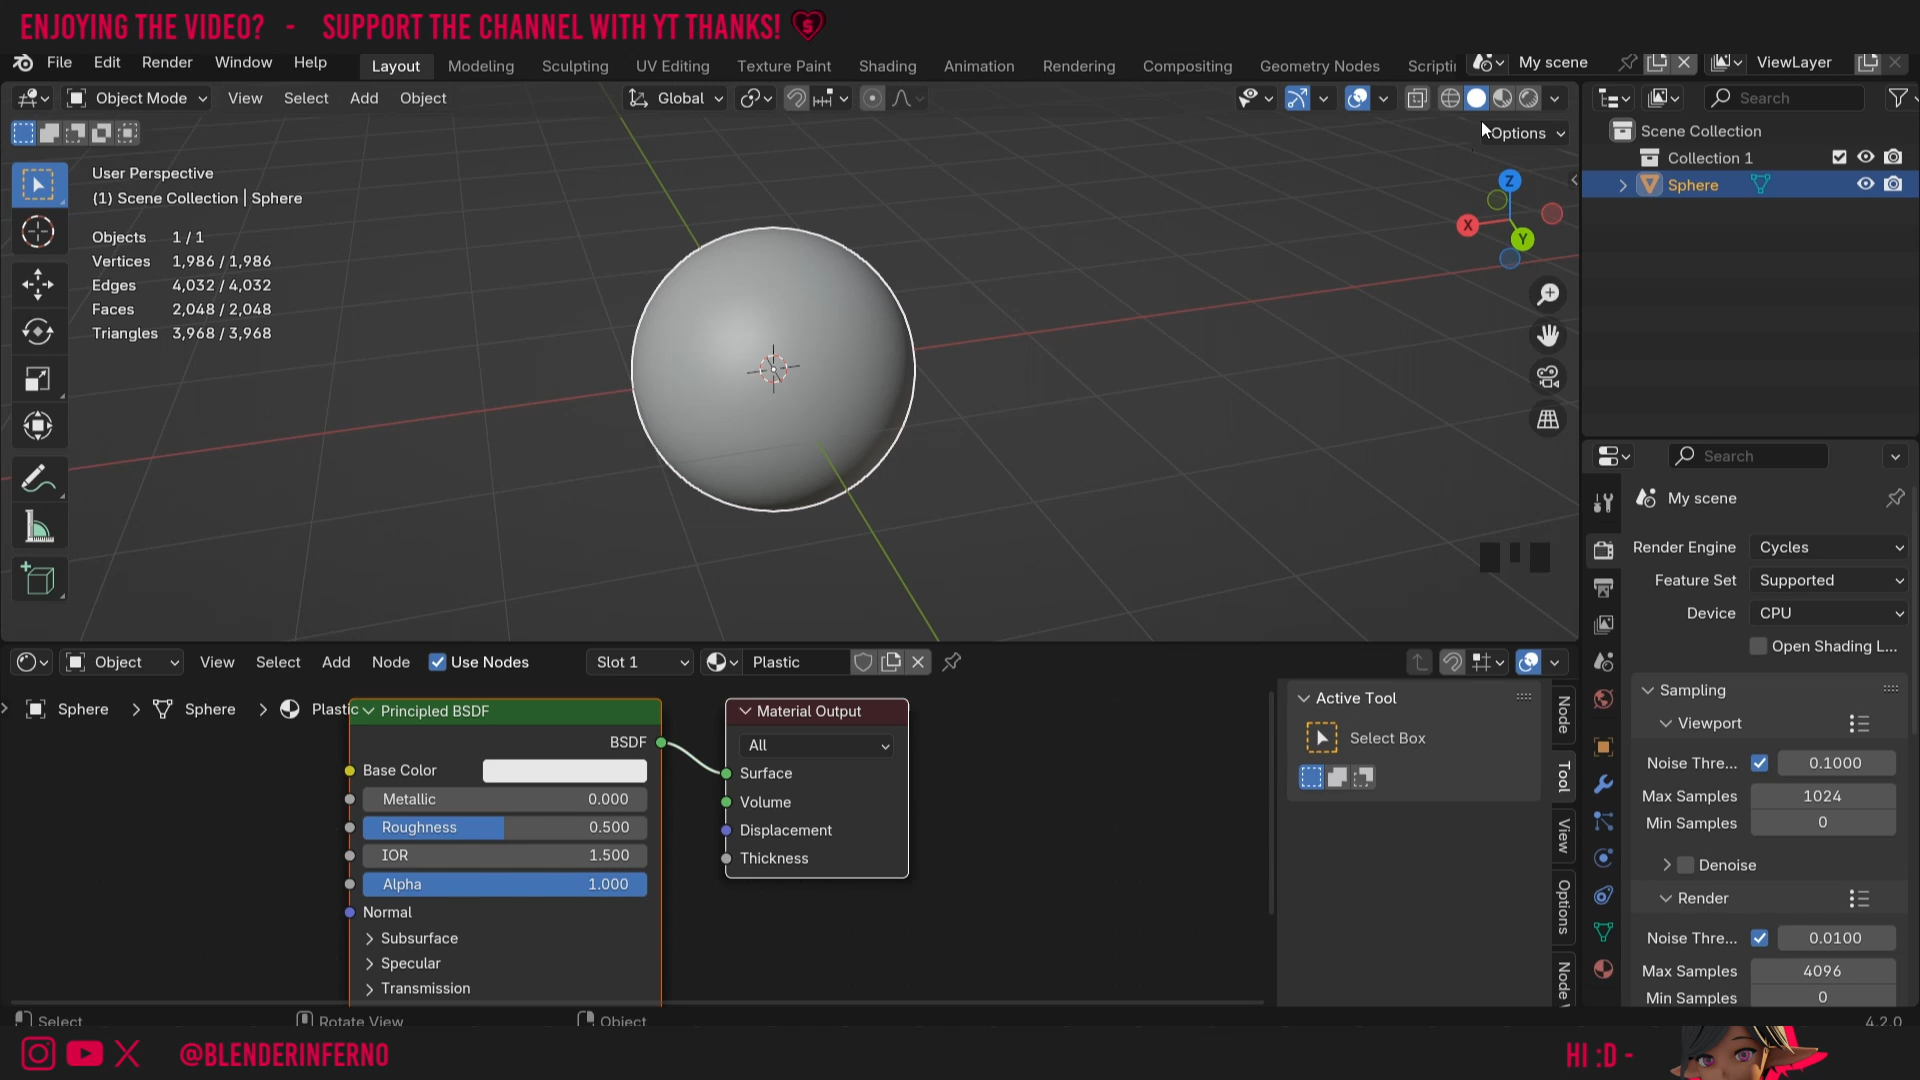 ENJOYING THE VIDEO? - SUPPORT THE CHANNEL WITH YT THANKS!
File Edit Render Window Help Layout Modeling Sculpting UV Editing Texture Paint Shading Animation Rendering Compositing Geometry Nodes Scripti My scene ViewLayer
Object Mode View Select Add Object Global Search
Options
User Perspective
(1) Scene Collection | Sphere
Objects 1 / 1
Vertices 1,986 / 1,986
Edges 4,032 / 4,032
Faces 2,048 / 2,048
Triangles 3,968 / 3,968
Z
X
Y
Scene Collection
Collection 1
Sphere
Search
My scene
Render Engine Cycles
Feature Set Supported
Device CPU
Open Shading L...
Sampling
Viewport
Noise Thre... 0.1000
Max Samples 1024
Min Samples 0
Denoise
Render
Noise Thre... 0.0100
Max Samples 4096
Min Samples 0
Object View Select Add Node Use Nodes Slot 1 Plastic
Sphere Sphere Plastic
Principled BSDF
BSDF
Base Color
Metallic 0.000
Roughness 0.500
IOR 1.500
Alpha 1.000
Normal
Subsurface
Specular
Transmission
Material Output
All
Surface
Volume
Displacement
Thickness
Active Tool
Select Box
Node
Tool
View
Options
Node
Select Rotate View Object 4.2.0
@BLENDERINFERNO
HI :D -